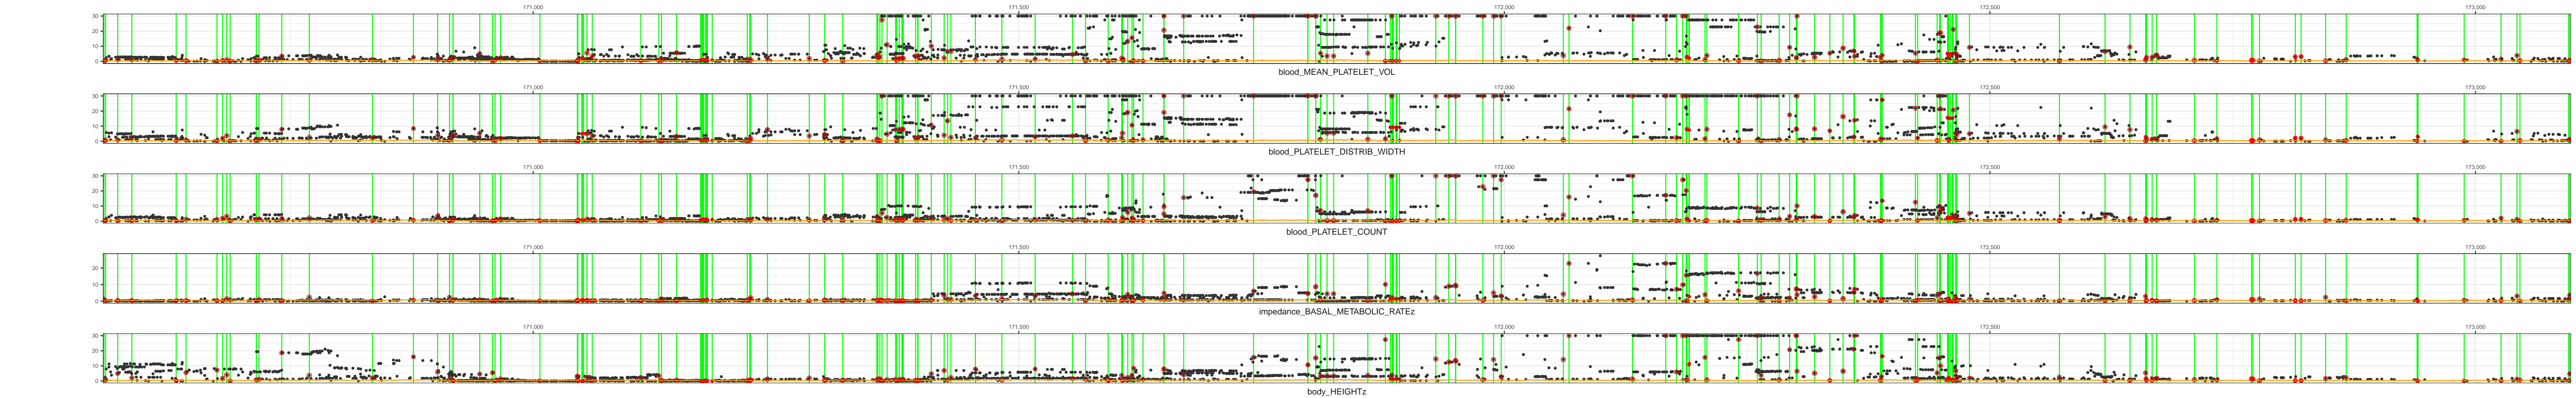 171,000 171,500 172,000 172,500 173,000
30
20
10
0
blood_MEAN_PLATELET_VOL
171,000 171,500 172,000 172,500 173,000
30
20
10
0
blood_PLATELET_DISTRIB_WIDTH
171,000 171,500 172,000 172,500 173,000
30
20
10
0
blood_PLATELET_COUNT
171,000 171,500 172,000 172,500 173,000
20
10
0
impedance_BASAL_METABOLIC_RATEz
171,000 171,500 172,000 172,500 173,000
30
20
10
0
body_HEIGHTz